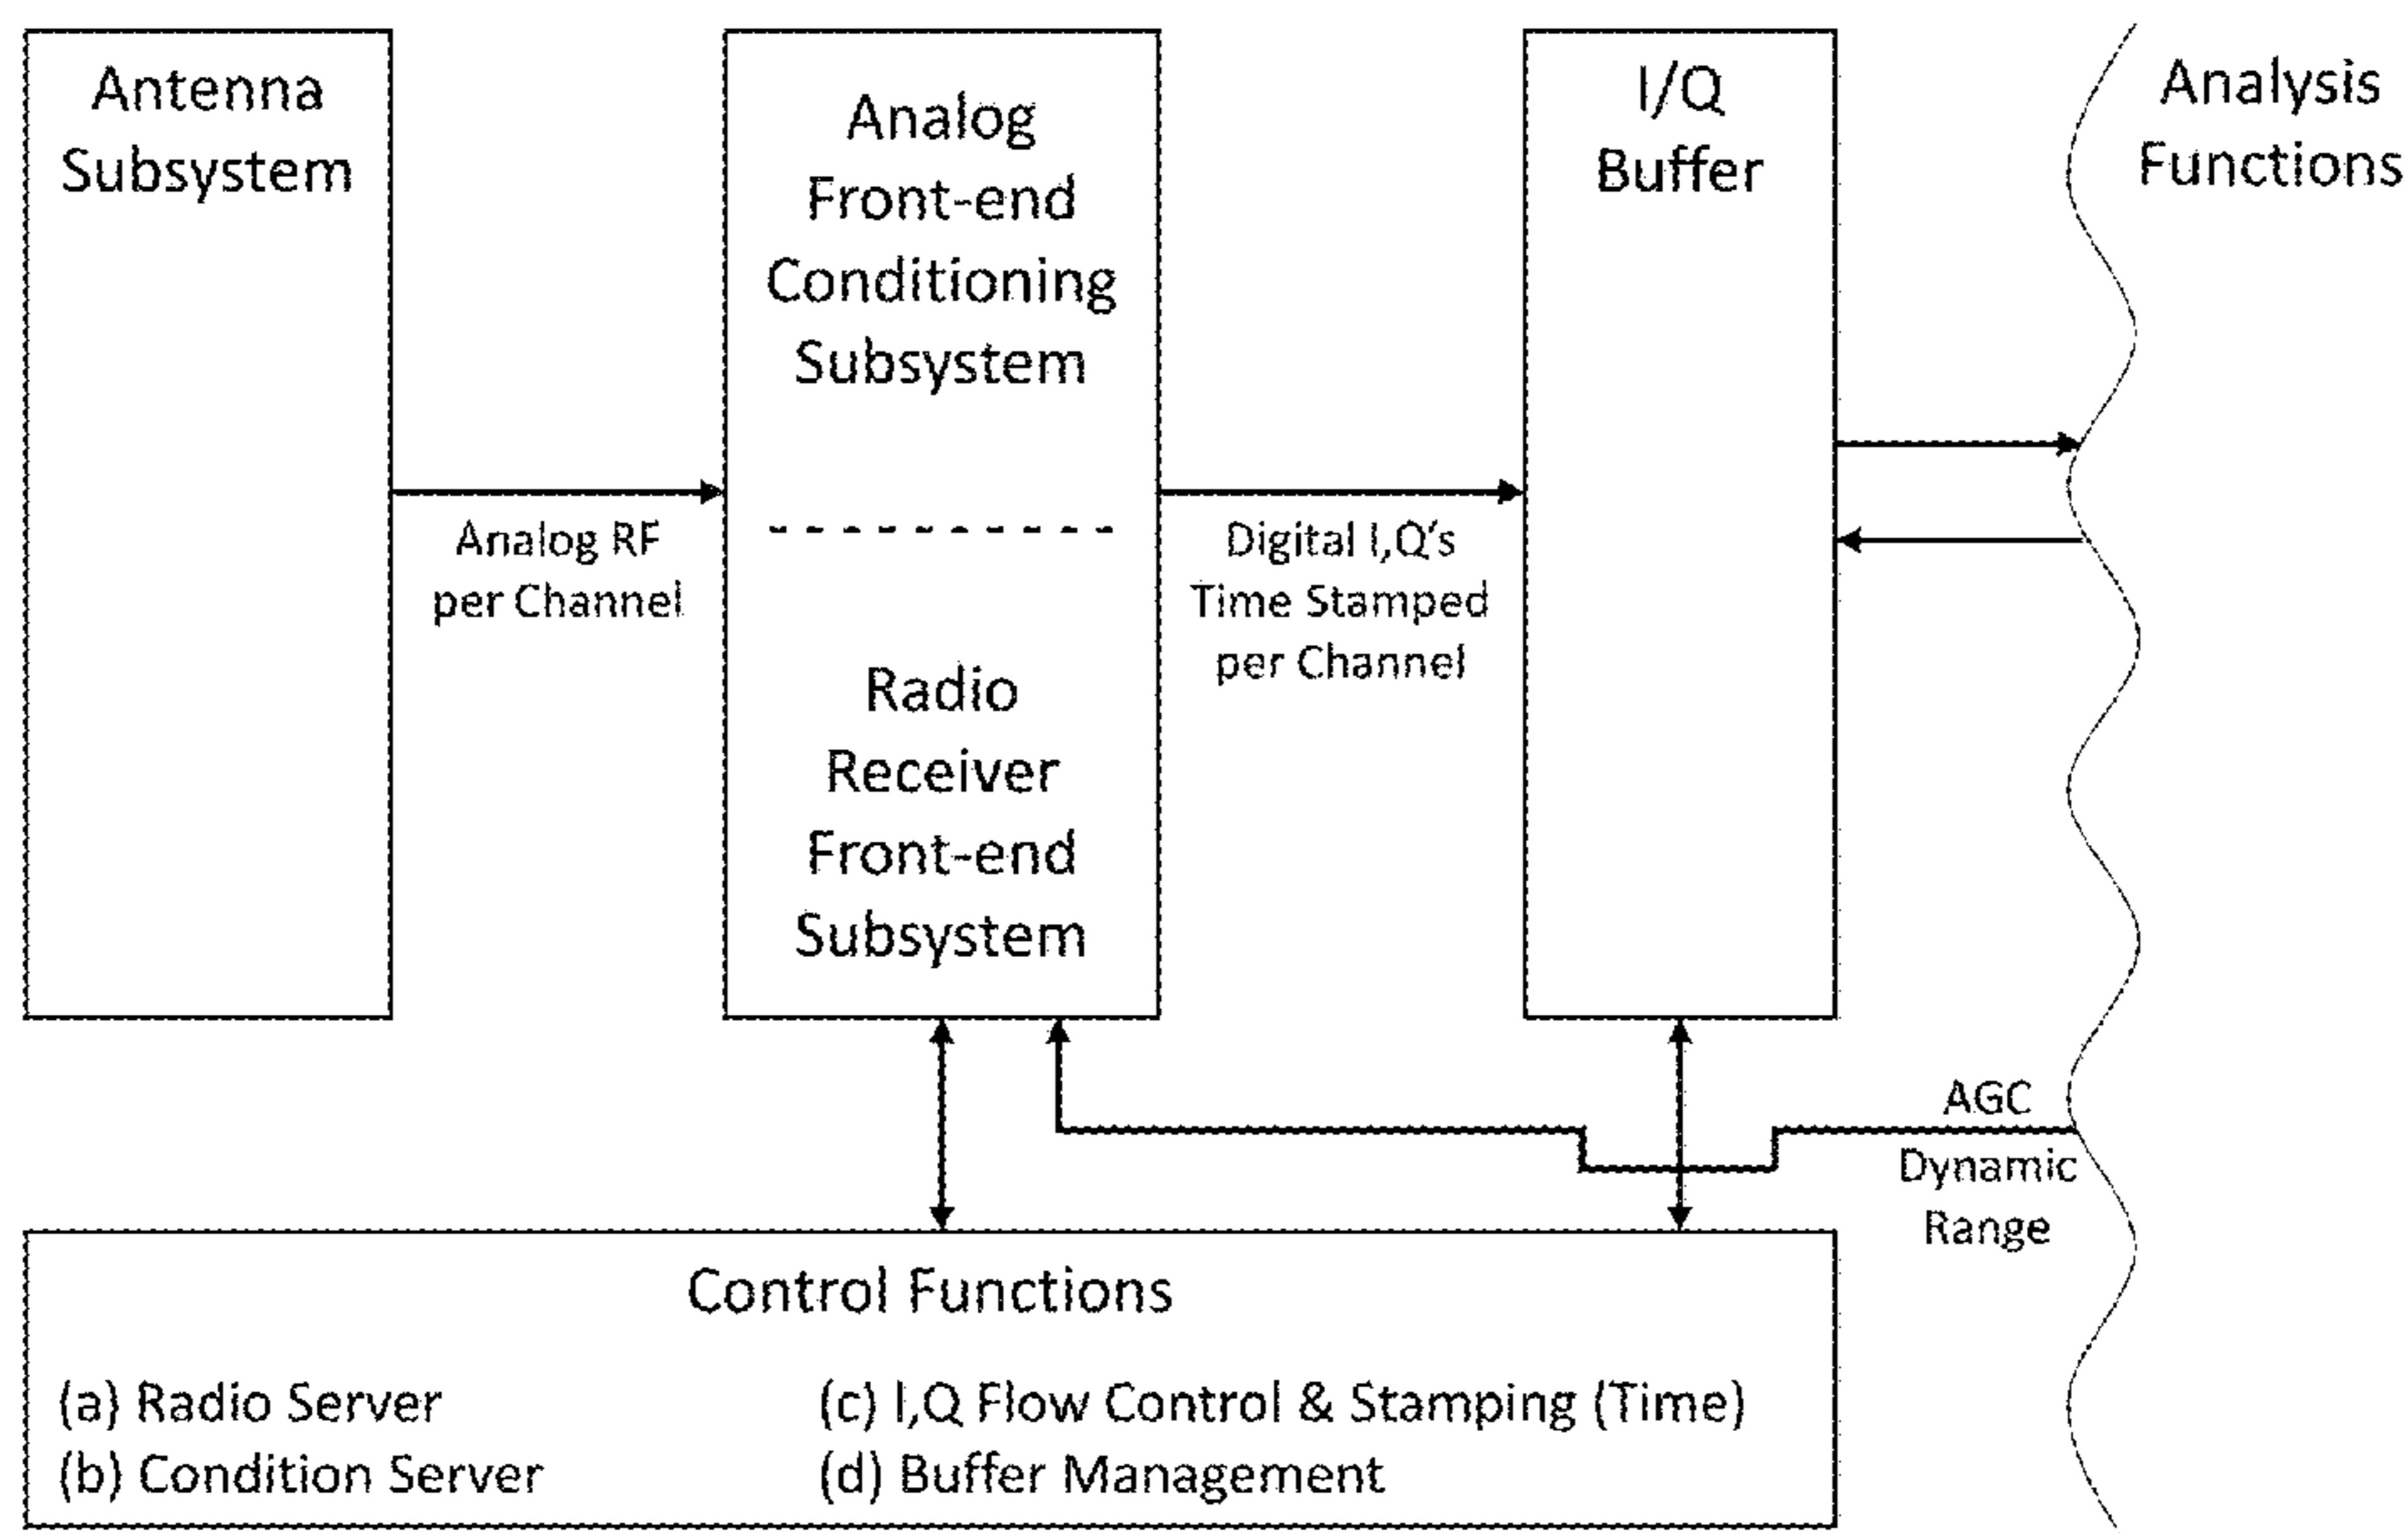 Antenna
Subsystem
Analog RF
per Channel
Analog
Front-end
Conditioning
Subsystem
Radio
Receiver
Front-end
Subsystem
Digital I,Q's
Time Stamped
per Channel
I/Q
Buffer
Analysis
Functions
AGC
Dynamic
Range
Control Functions
(a) Radio Server
(b) Condition Server
(c) I,Q Flow Control & Stamping (Time)
(d) Buffer Management